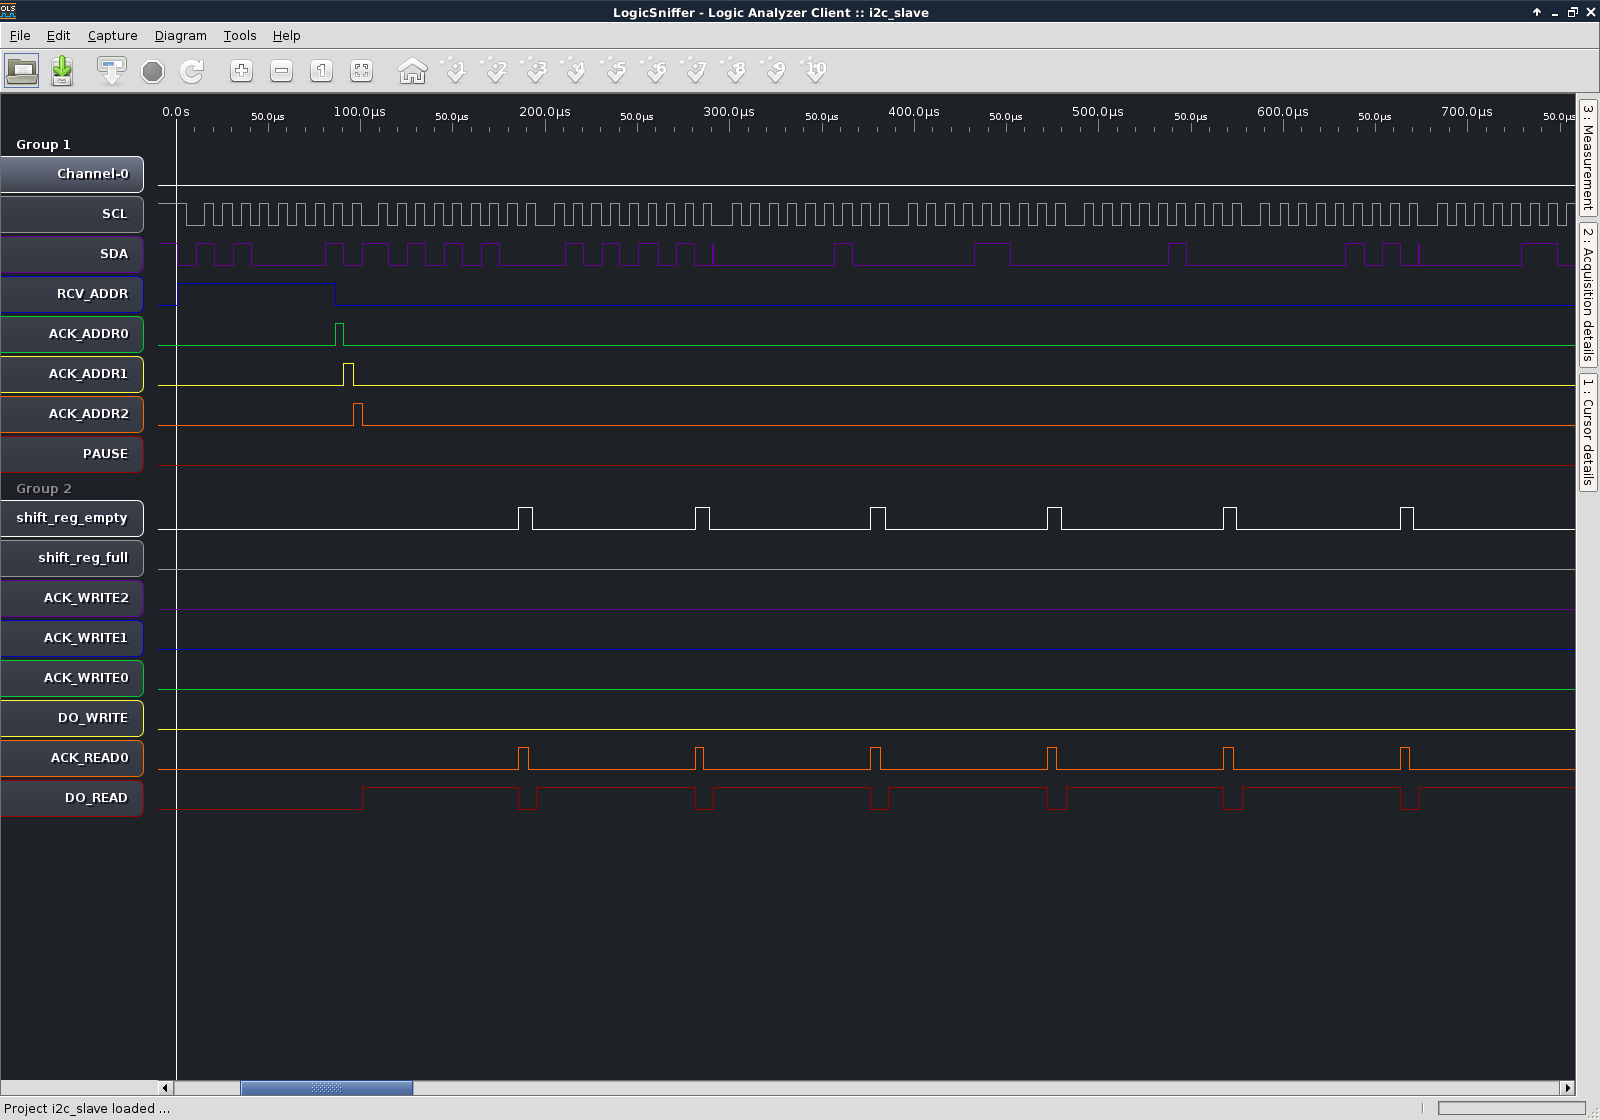 OLS
LogicSniffer - Logic Analyzer Client :: i2c_slave
File Edit Capture Diagram Tools Help
1 1 2 3 4 5 6 7 8 9 10
0.0s 100.0µs 200.0µs 300.0µs 400.0µs 500.0µs 600.0µs 700.0µs
50.0µs 50.0µs 50.0µs 50.0µs 50.0µs 50.0µs 50.0µs 50.0µs
Group 1
Channel-0
SCL
SDA
RCV_ADDR
ACK_ADDR0
ACK_ADDR1
ACK_ADDR2
PAUSE
Group 2
shift_reg_empty
shift_reg_full
ACK_WRITE2
ACK_WRITE1
ACK_WRITE0
DO_WRITE
ACK_READ0
DO_READ
3 : Measurement
2 : Acquisition details
1 : Cursor details
Project i2c_slave loaded ...